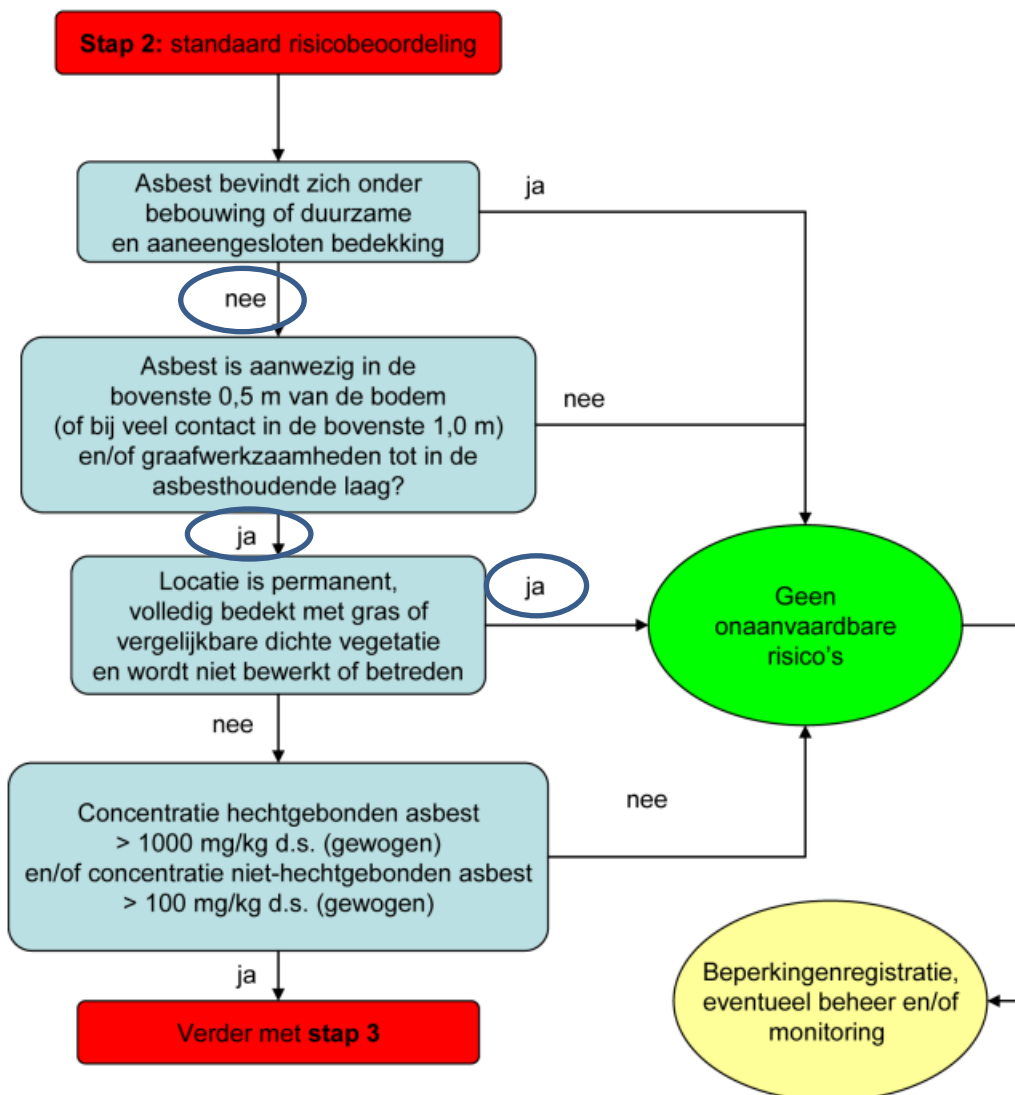 Stap 2: standaard risicobeoordeling
Asbest bevindt zich onder
bebouwing of duurzame
en aaneengesloten bedekking
ja
nee
Asbest is aanwezig in de
bovenste 0,5 m van de bodem
(of bij veel contact in de bovenste 1,0 m)
en/of graafwerkzaamheden tot in de
asbesthoudende laag?
nee
ja
Locatie is permanent,
volledig bedekt met gras of
vergelijkbare dichte vegetatie
en wordt niet bewerkt of betreden
ja
Geen
onaanvaardbare
risico's
nee
Concentratie hechtgebonden asbest
> 1000 mg/kg d.s. (gewogen)
en/of concentratie niet-hechtgebonden asbest
> 100 mg/kg d.s. (gewogen)
nee
ja
Verder met stap 3
Beperkingenregistratie,
eventueel beheer en/of
monitoring